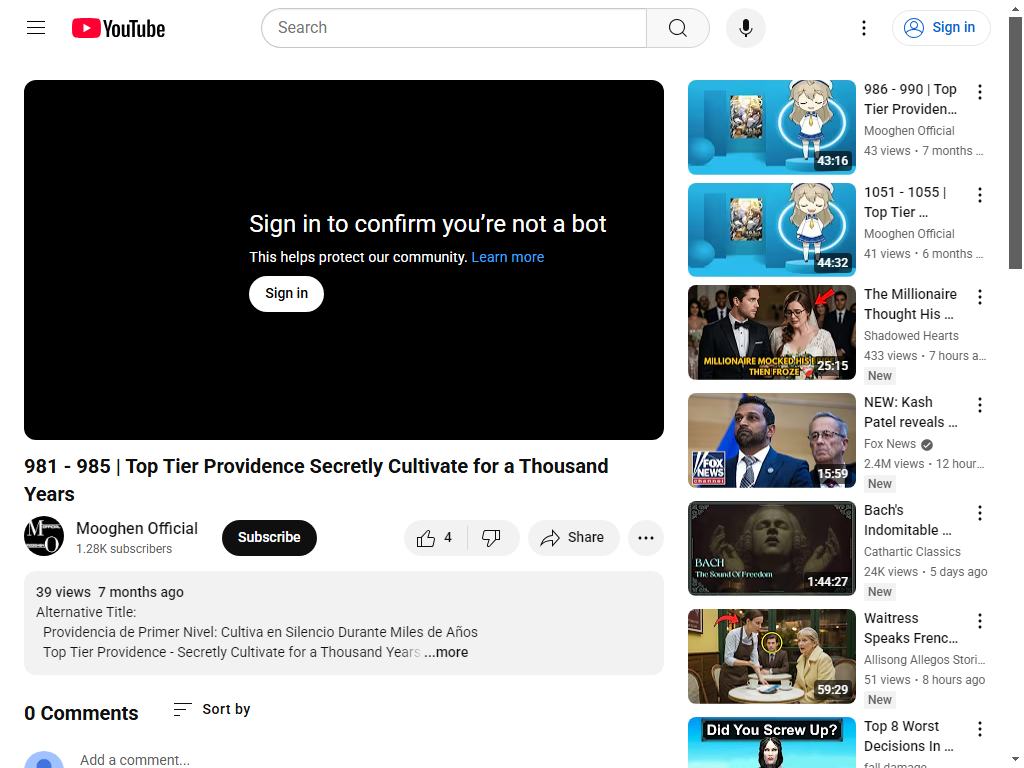 YouTube
Search
Sign in
Sign in to confirm you're not a bot
This helps protect our community. Learn more
Sign in
981 - 985 | Top Tier Providence Secretly Cultivate for a Thousand
Years
Mooghen Official
1.28K subscribers
Subscribe
4
Share
39 views 7 months ago
Alternative Title:
Providencia de Primer Nivel: Cultiva en Silencio Durante Miles de Años
Top Tier Providence - Secretly Cultivate for a Thousand Years ...more
0 Comments
Sort by
Add a comment...
43:16
986 - 990 | Top
Tier Providen...
Mooghen Official
43 views • 7 months ...
44:32
1051 - 1055 |
Top Tier ...
Mooghen Official
41 views • 6 months ...
MILLIONAIRE MOCKED HIS
THEN FROZE
25:15
The Millionaire
Thought His ...
Shadowed Hearts
433 views • 7 hours a...
New
FOX
NEWS
channel
15:59
NEW: Kash
Patel reveals ...
Fox News
2.4M views • 12 hour...
New
BACH
The Sound Of Freedom
1:44:27
Bach's
Indomitable ...
Cathartic Classics
24K views • 5 days ago
New
59:29
Waitress
Speaks Frenc...
Allisong Allegos Stori...
51 views • 8 hours ago
New
Did You Screw Up?
Top 8 Worst
Decisions In ...
fall damage